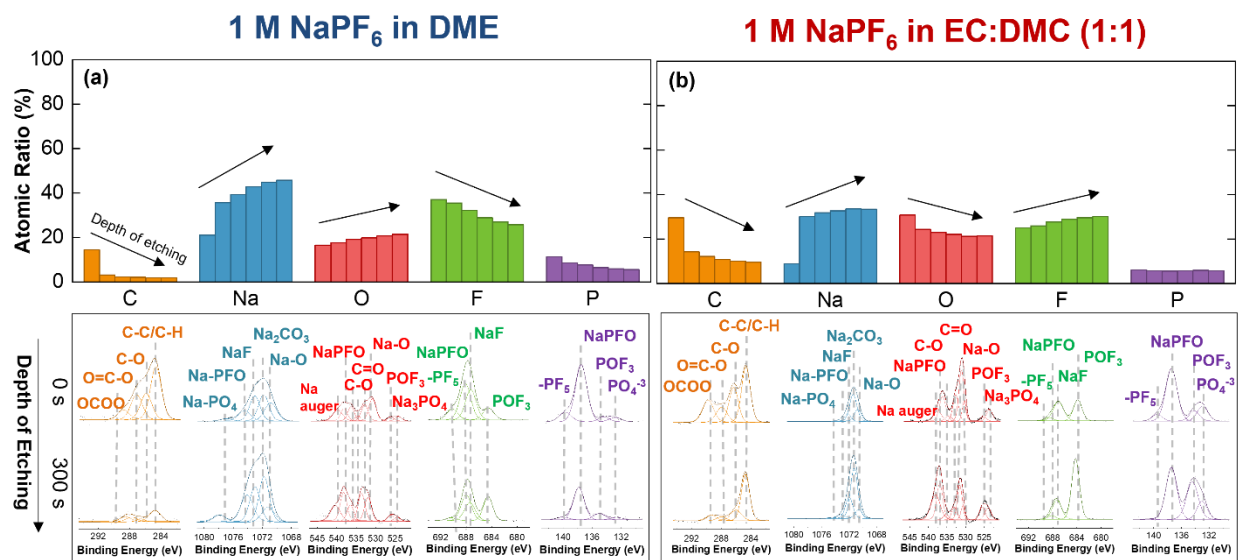 1 M NaPF6 in DME
1 M NaPF6 in EC:DMC (1:1)
Atomic Ratio (%)
100
80
60
40
20
0
(a)
Depth of etching
C Na O F P
(b)
C Na O F P
Depth of Etching
0 s
300 s
C-C/C-H
C-O
O=C-O
OCOO
Na2CO3
NaF
Na-O
Na-PFO
Na-PO4
NaPFO
Na-O
C=O
C-O
POF3
Na
auger
Na3PO4
NaF
NaPFO
-PF5
POF3
NaPFO
POF3
-PF5
PO4-3
292 288 284
Binding Energy (eV)
1080 1076 1072 1068
Binding Energy (eV)
545 540 535 530 525
Binding Energy (eV)
692 688 684 680
Binding Energy (eV)
140 136 132
Binding Energy (eV)
C-C/C-H
C-O
O=C-O
OCOO
Na2CO3
NaF
Na-PFO
Na-O
Na-PO4
C=O
C-O
Na-O
NaPFO
POF3
Na3PO4
Na auger
NaPFO
POF3
-PF5
NaF
NaPFO
POF3
-PF5
PO4-3
292 288 284
Binding Energy (eV)
1080 1076 1072 1068
Binding Energy (eV)
545 540 535 530 525
Binding Energy (eV)
692 688 684 680
Binding Energy (eV)
140 136 132
Binding Energy (eV)